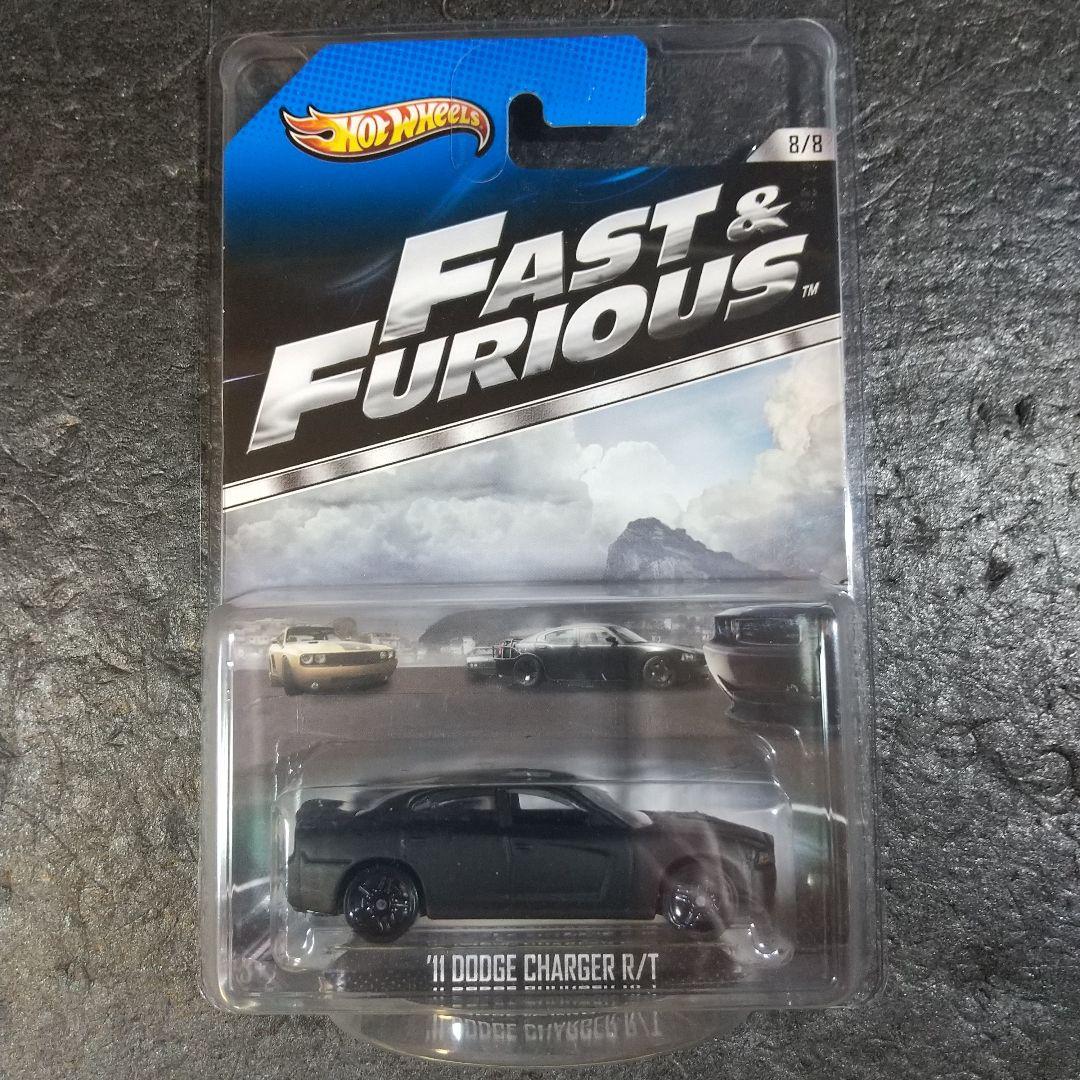 HOT WHEELS
8/8
FAST &
FURIOUS TM
'11 DODGE CHARGER R/T